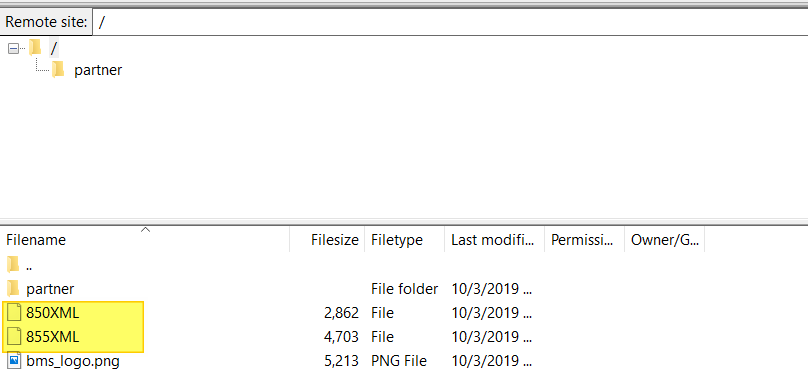 Remote site: /
/
partner
Filename Filesize Filetype Last modifi... Permissi... Owner/G...
..
partner File folder 10/3/2019 ...
850XML 2,862 File 10/3/2019 ...
855XML 4,703 File 10/3/2019 ...
bms_logo.png 5,213 PNG File 10/3/2019 ...